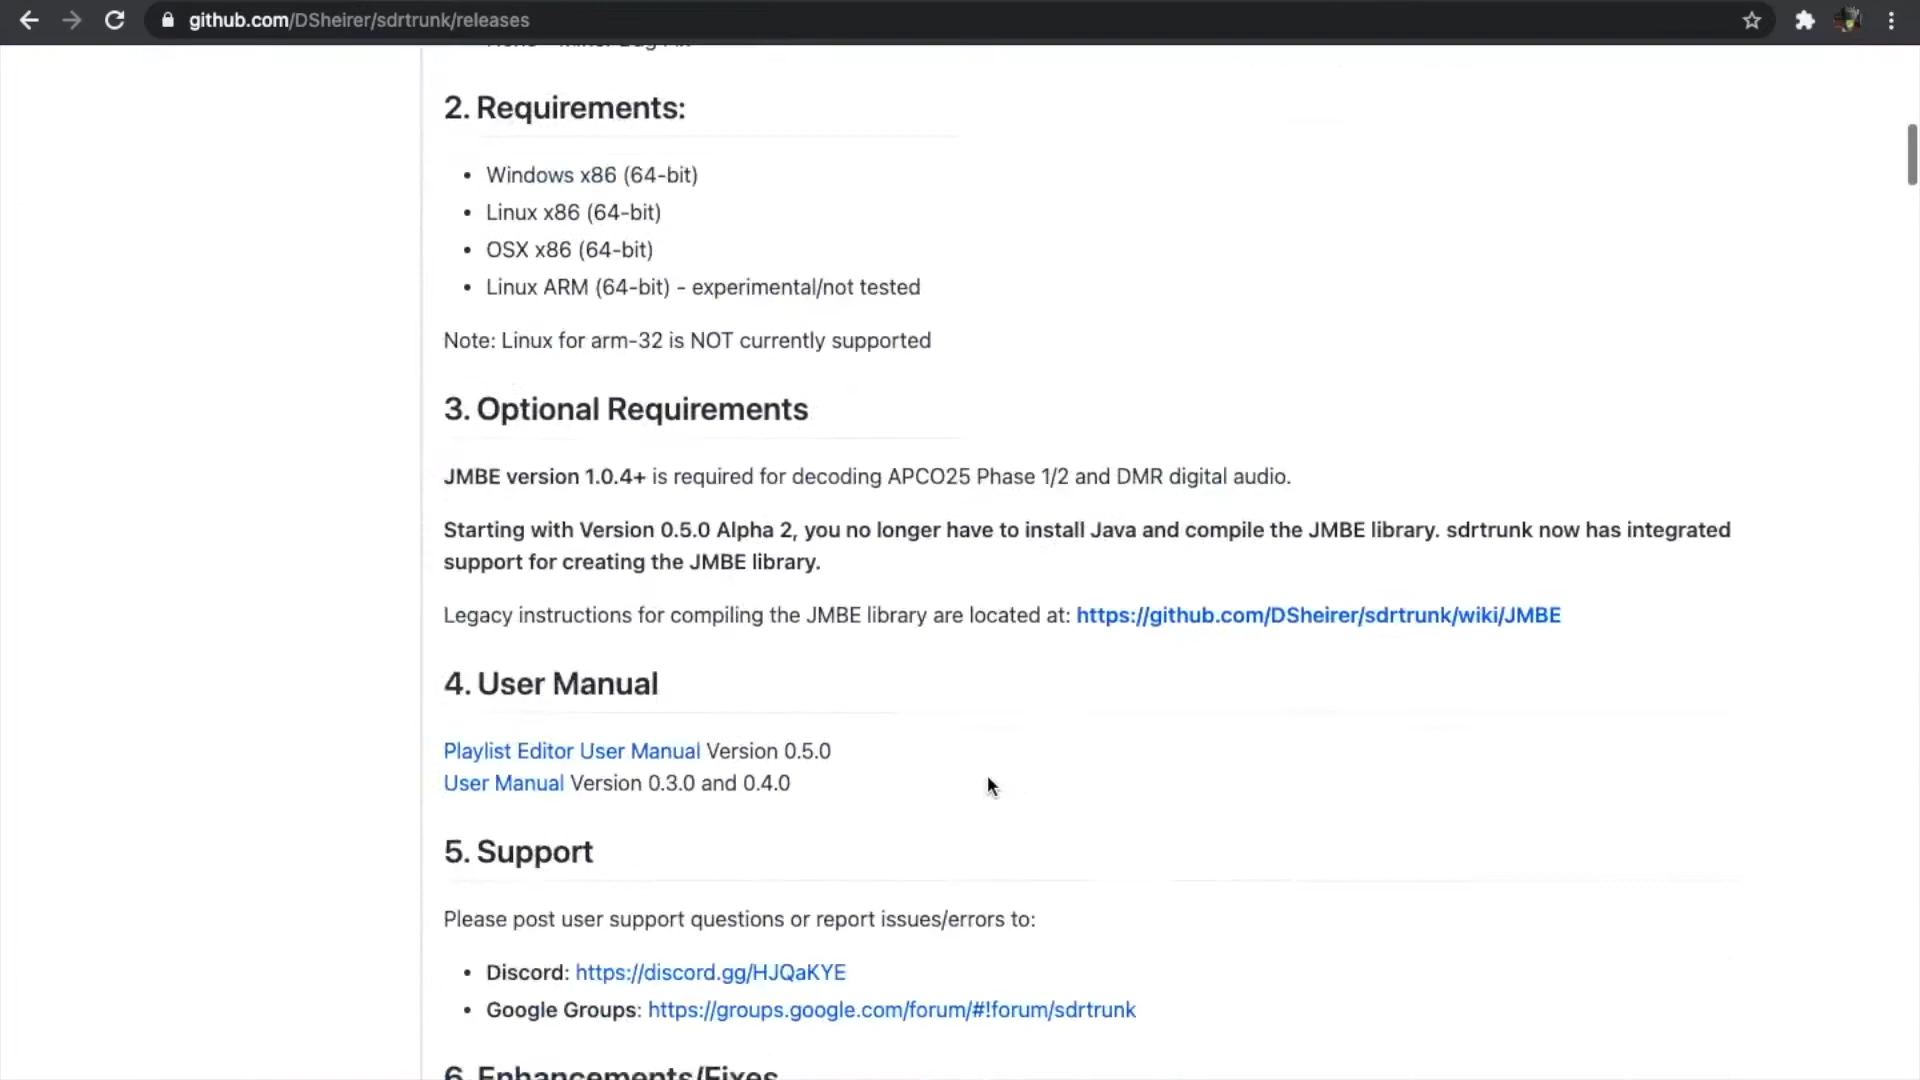 github.com/DSheirer/sdrtrunk/releases
2. Requirements:
• Windows x86 (64-bit)
• Linux x86 (64-bit)
• OSX x86 (64-bit)
• Linux ARM (64-bit) - experimental/not tested
Note: Linux for arm-32 is NOT currently supported
3. Optional Requirements
JMBE version 1.0.4+ is required for decoding APCO25 Phase 1/2 and DMR digital audio.
Starting with Version 0.5.0 Alpha 2, you no longer have to install Java and compile the JMBE library. sdrtrunk now has integrated
support for creating the JMBE library.
Legacy instructions for compiling the JMBE library are located at: https://github.com/DSheirer/sdrtrunk/wiki/JMBE
4. User Manual
Playlist Editor User Manual Version 0.5.0
User Manual Version 0.3.0 and 0.4.0
5. Support
Please post user support questions or report issues/errors to:
• Discord: https://discord.gg/HJQaKYE
• Google Groups: https://groups.google.com/forum/#!forum/sdrtrunk
6. Enhancements/Fixes